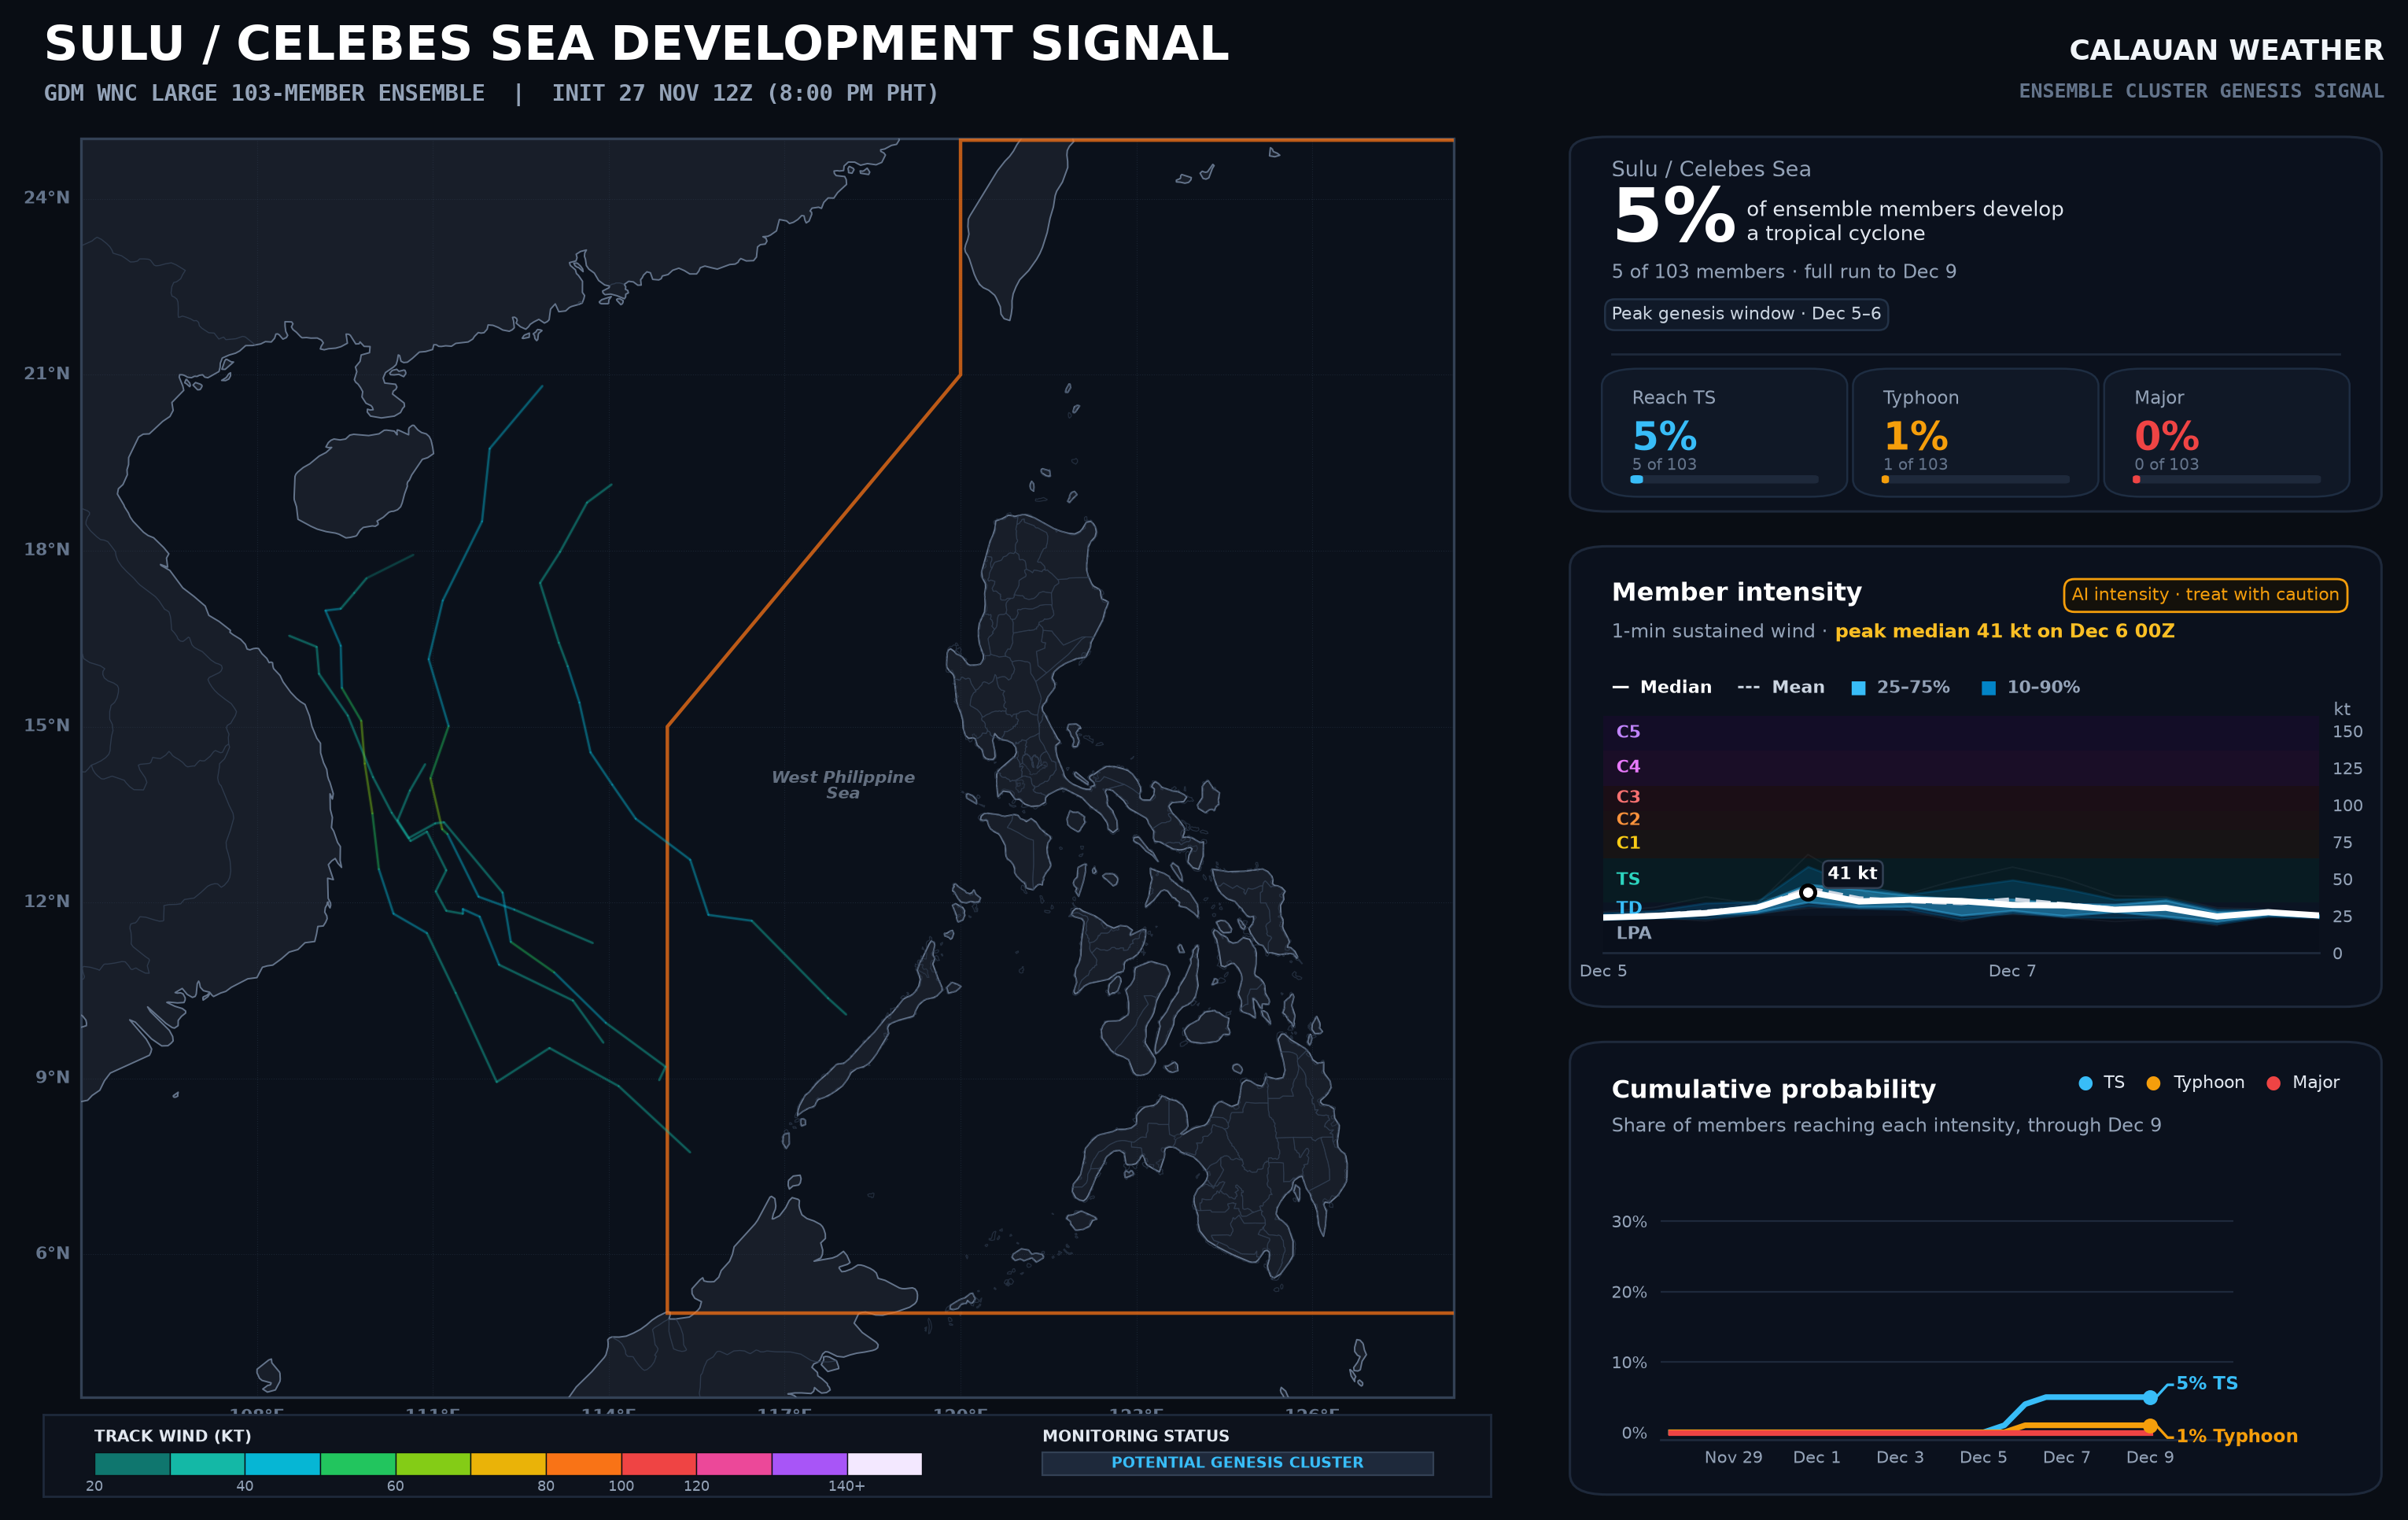 SULU / CELEBES SEA DEVELOPMENT SIGNAL
GDM WNC LARGE 103-MEMBER ENSEMBLE | INIT 27 NOV 12Z (8:00 PM PHT)
CALAUAN WEATHER
ENSEMBLE CLUSTER GENESIS SIGNAL
24°N
21°N
18°N
15°N
12°N
9°N
6°N
West Philippine
Sea
108°E 111°E 114°E 117°E 120°E 123°E 126°E
TRACK WIND (KT)
20 40 60 80 100 120 140+
MONITORING STATUS
POTENTIAL GENESIS CLUSTER
Sulu / Celebes Sea
5% of ensemble members develop
a tropical cyclone
5 of 103 members · full run to Dec 9
Peak genesis window · Dec 5–6
Reach TS
5%
5 of 103
Typhoon
1%
1 of 103
Major
0%
0 of 103
Member intensity
AI intensity · treat with caution
1-min sustained wind · peak median 41 kt on Dec 6 00Z
Median Mean 25–75% 10–90%
kt
C5 150
C4 125
C3 100
C2
C1 75
TS 50
41 kt
TD 25
LPA
0
Dec 5 Dec 7
Cumulative probability
TS Typhoon Major
Share of members reaching each intensity, through Dec 9
30%
20%
10%
0%
5% TS
1% Typhoon
Nov 29 Dec 1 Dec 3 Dec 5 Dec 7 Dec 9